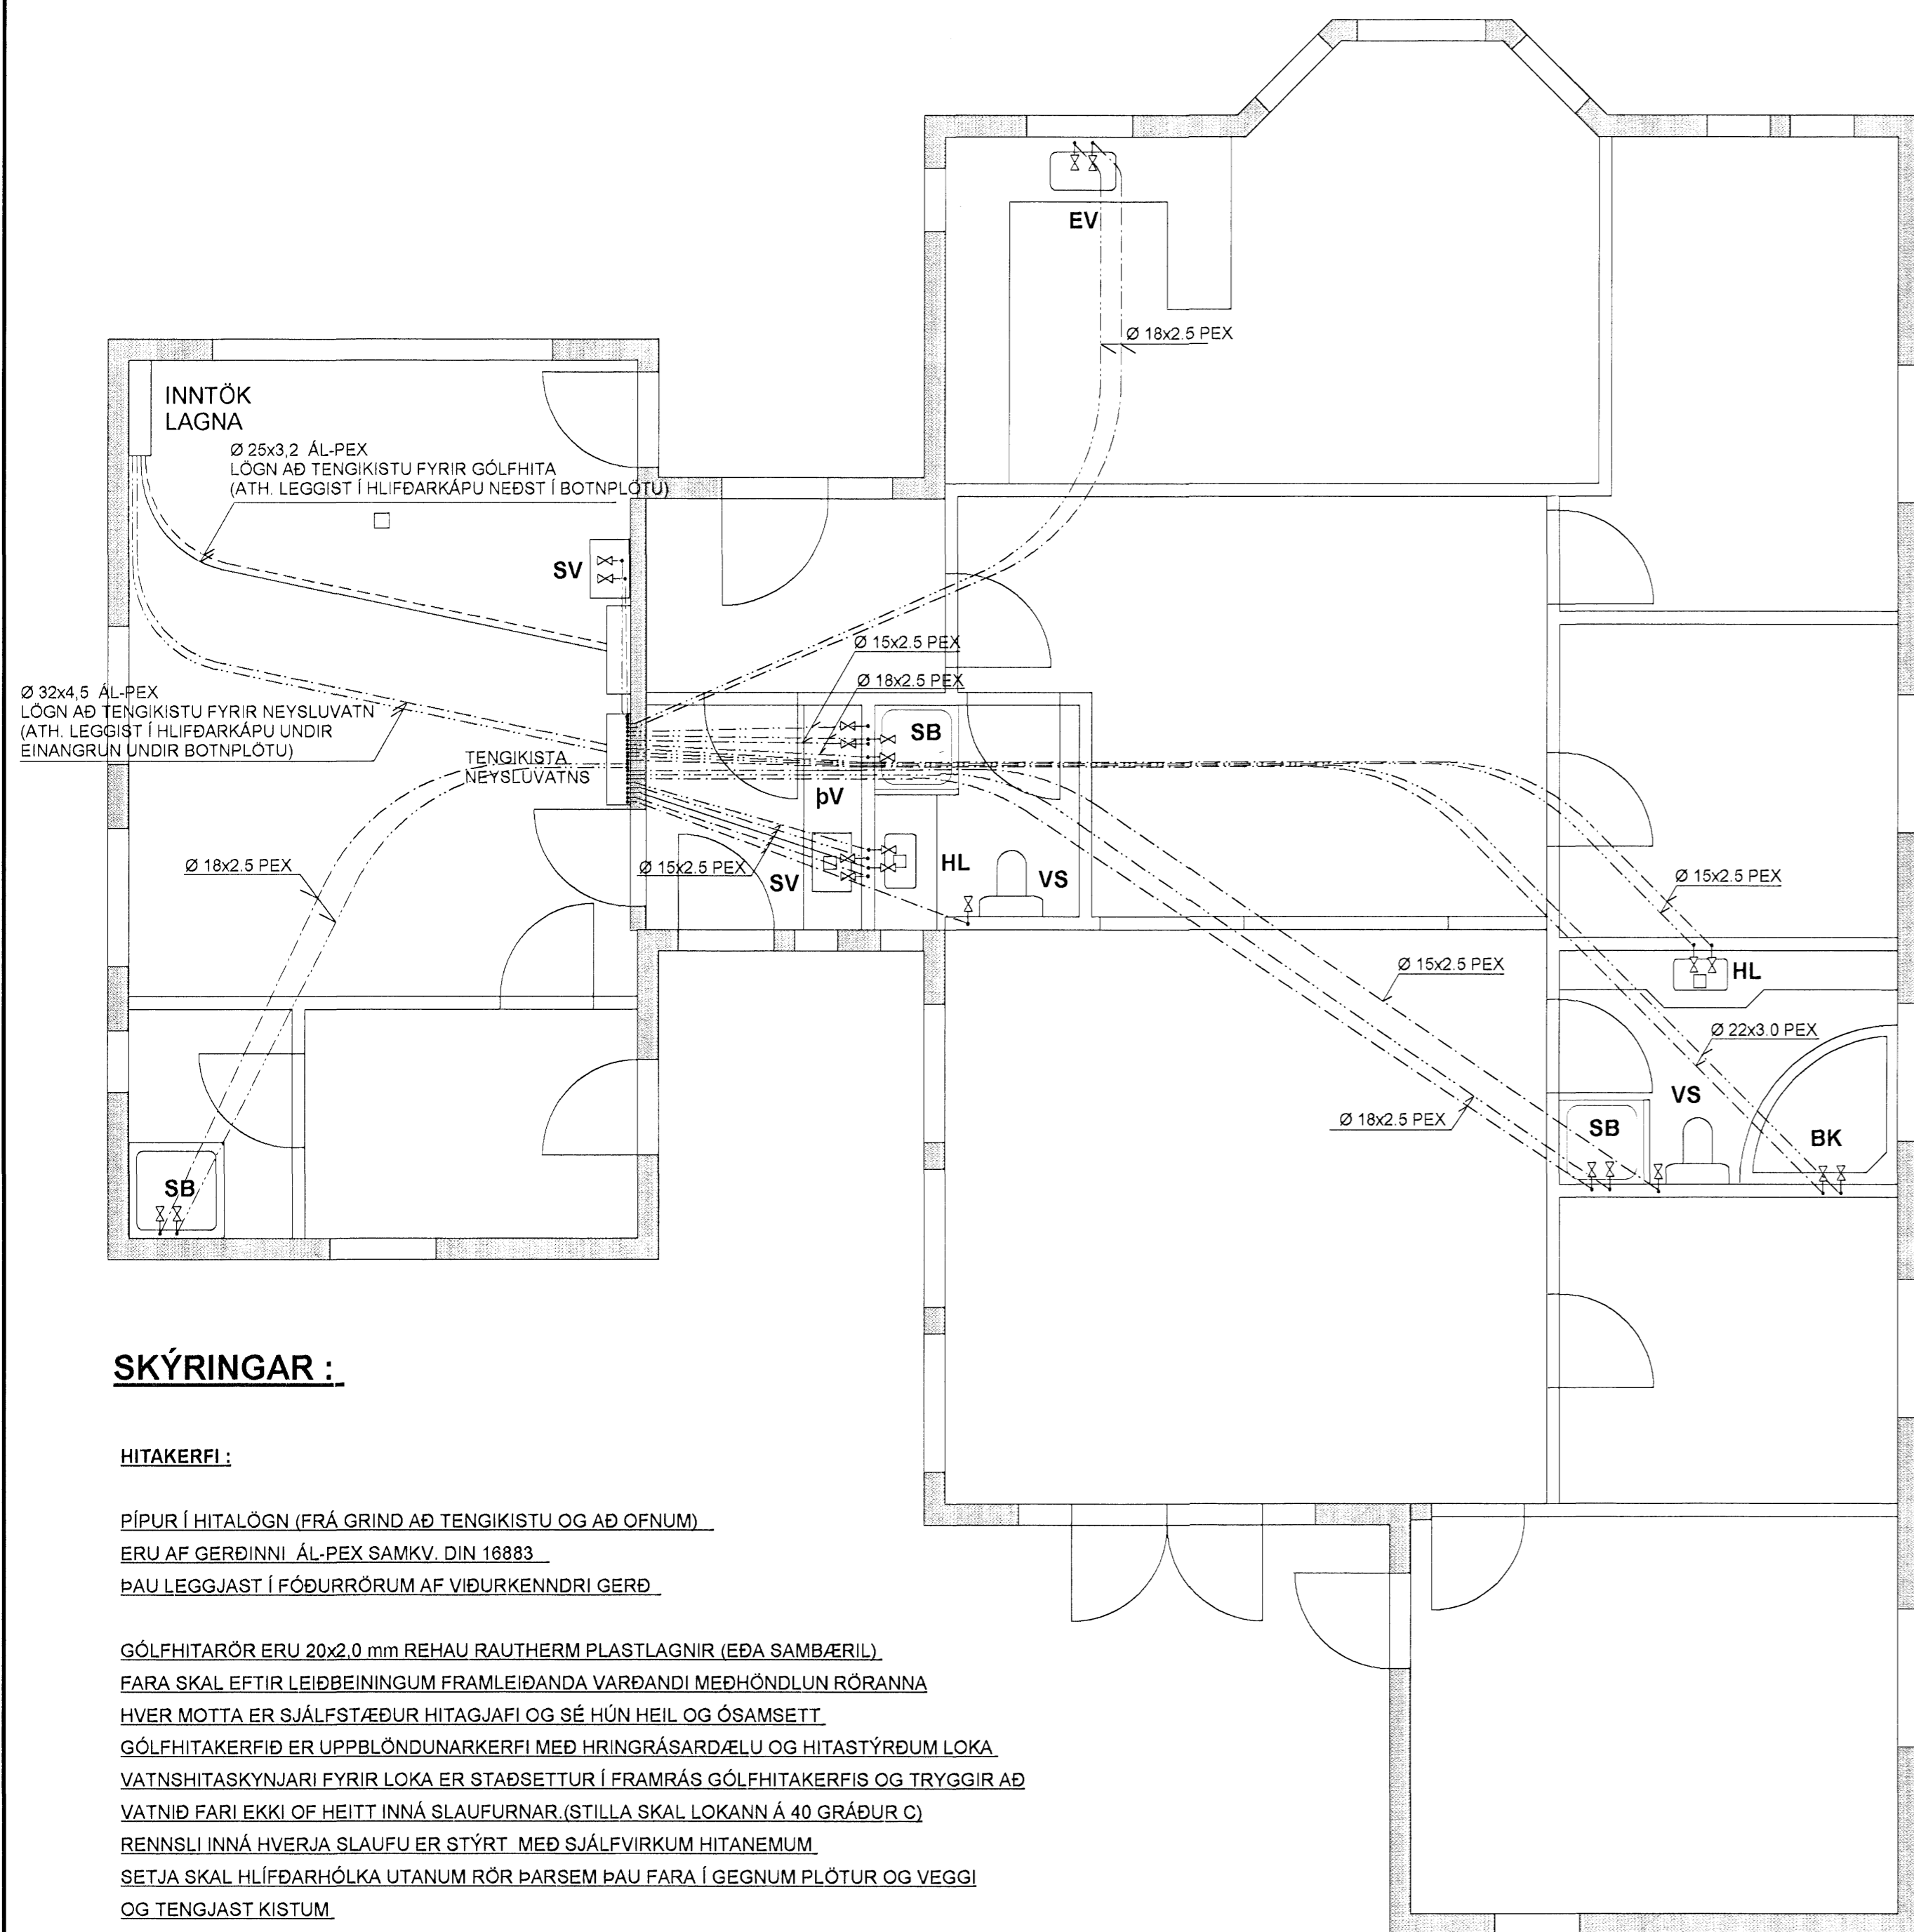 EV
Ø 18x2.5 PEX
INNTÖK
LAGNA
Ø 25x3,2 ÁL-PEX
LÖGN AÐ TENGIKISTU FYRIR GÓLFHITA
(ATH. LEGGIST Í HLIFÐARKÁPU NEÐST Í BOTNPLÖTU)
SV
Ø 15x2.5 PEX
Ø 18x2.5 PEX
Ø 32x4,5 ÁL-PEX
LÖGN AÐ TENGIKISTU FYRIR NEYSLUVATN
(ATH. LEGGIST Í HLIFÐARKÁPU UNDIR
EINANGRUN UNDIR BOTNPLÖTU)
TENGIKISTA
NEYSLUVATNS
SB
ÞV
Ø 18x2.5 PEX
Ø 15x2.5 PEX
SV
HL
VS
Ø 15x2.5 PEX
Ø 15x2.5 PEX
HL
Ø 22x3.0 PEX
VS
Ø 18x2.5 PEX
SB
BK
SB
SKÝRINGAR :
HITAKERFI :
PÍPUR Í HITALÖGN (FRÁ GRIND AÐ TENGIKISTU OG AÐ OFNUM)
ERU AF GERÐINNI ÁL-PEX SAMKV. DIN 16883
ÞAU LEGGJAST Í FÓÐURRÖRUM AF VIÐURKENNDRI GERÐ
GÓLFHITARÖR ERU 20x2,0 mm REHAU RAUTHERM PLASTLAGNIR (EÐA SAMBÆRIL)
FARA SKAL EFTIR LEIÐBEININGUM FRAMLEIÐANDA VARÐANDI MEÐHÖNDLUN RÖRANNA
HVER MOTTA ER SJÁLFSTÆÐUR HITAGJAFI OG SÉ HÚN HEIL OG ÓSAMSETT
GÓLFHITAKERFIÐ ER UPPBLÖNDUNARKERFI MEÐ HRINGRÁSARDÆLU OG HITASTÝRÐUM LOKA
VATNSHITASKYNJARI FYRIR LOKA ER STAÐSETTUR Í FRAMRÁS GÓLFHITAKERFIS OG TRYGGIR AÐ
VATNIÐ FARI EKKI OF HEITT INNÁ SLAUFURNAR.(STILLA SKAL LOKANN Á 40 GRÁÐUR C)
RENNSLI INNÁ HVERJA SLAUFU ER STÝRT MEÐ SJÁLFVIRKUM HITANEMUM
SETJA SKAL HLÍFÐARHÓLKA UTANUM RÖR ÞARSEM ÞAU FARA Í GEGNUM PLÖTUR OG VEGGI
OG TENGJAST KISTUM